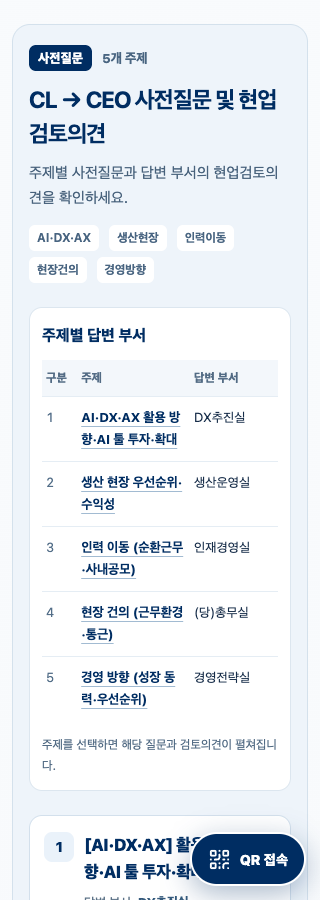 사전질문 5개 주제
CL → CEO 사전질문 및 현업
검토의견
주제별 사전질문과 답변 부서의 현업검토의
견을 확인하세요.
AI·DX·AX 생산현장 인력이동
현장건의 경영방향
주제별 답변 부서
구분 주제 답변 부서
1 AI·DX·AX 활용 방 DX추진실
향·AI 툴 투자·확대
2 생산 현장 우선순위· 생산운영실
수익성
3 인력 이동 (순환근무 인재경영실
·사내공모)
4 현장 건의 (근무환경 (당)총무실
·통근)
5 경영 방향 (성장 동 경영전략실
력·우선순위)
주제를 선택하면 해당 질문과 검토의견이 펼쳐집니
다.
1 [AI·DX·AX] 활용
향·AI 툴 투자·확
QR 접속